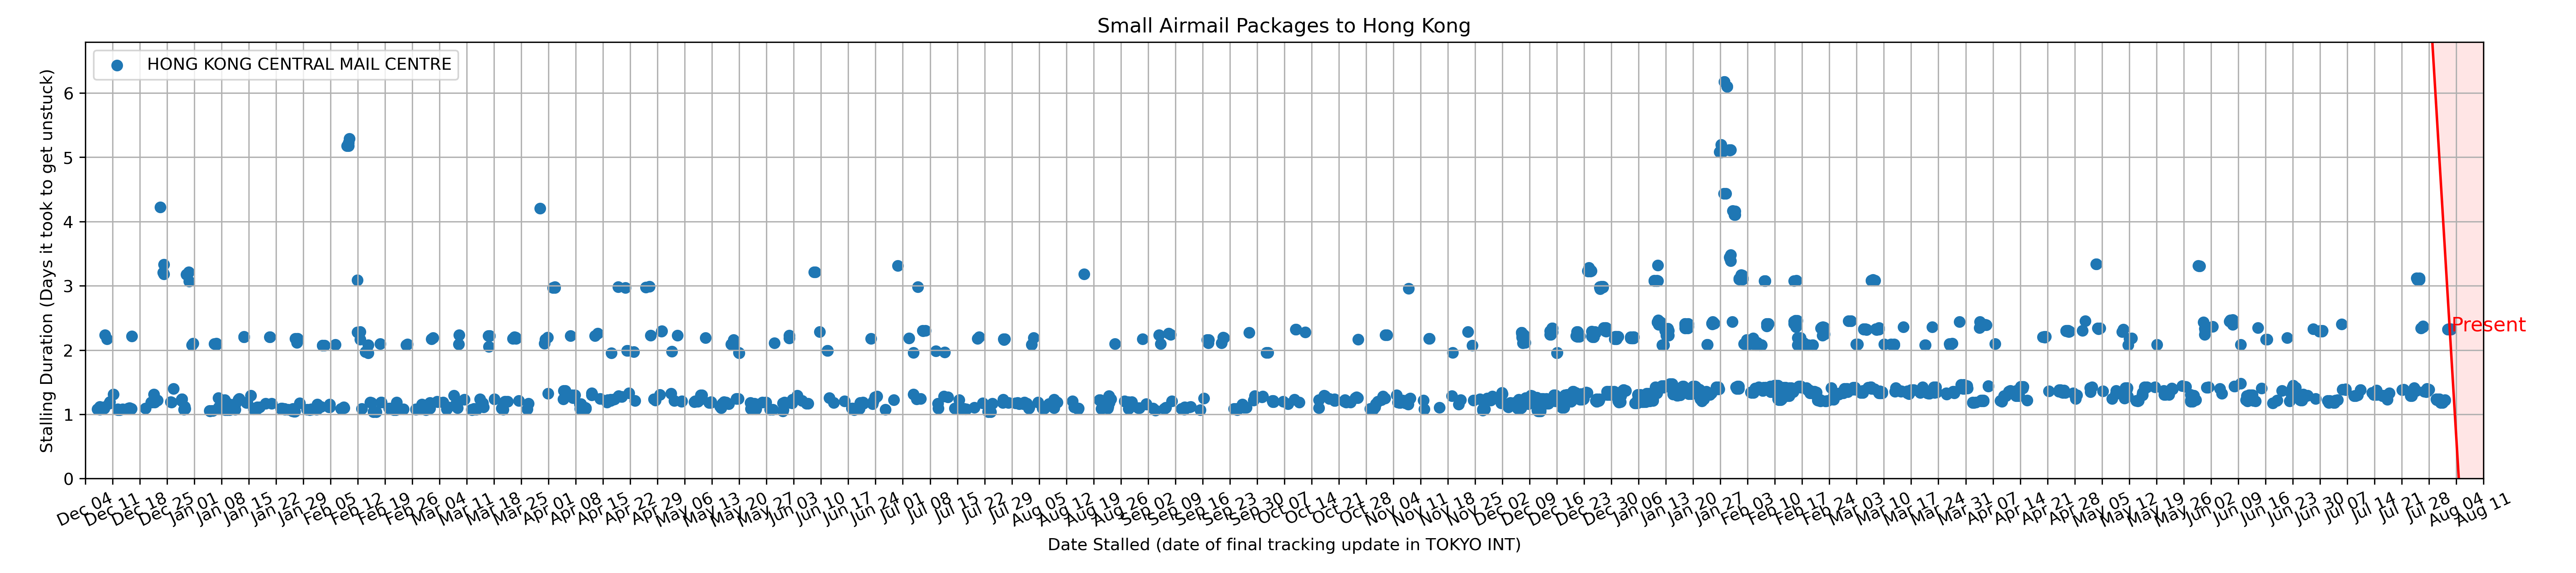 Small Airmail Packages to Hong Kong
HONG KONG CENTRAL MAIL CENTRE
Stalling Duration (Days it took to get unstuck)
6
5
4
3
2
1
0
Present
Dec 04
Dec 11
Dec 18
Dec 25
Jan 01
Jan 08
Jan 15
Jan 22
Jan 29
Feb 05
Feb 12
Feb 19
Feb 26
Mar 04
Mar 11
Mar 18
Mar 25
Apr 01
Apr 08
Apr 15
Apr 22
Apr 29
May 06
May 13
May 20
May 27
Jun 03
Jun 10
Jun 17
Jun 24
Jul 01
Jul 08
Jul 15
Jul 22
Jul 29
Aug 05
Aug 12
Aug 19
Aug 26
Sep 02
Sep 09
Sep 16
Sep 23
Sep 30
Oct 07
Oct 14
Oct 21
Oct 28
Nov 04
Nov 11
Nov 18
Nov 25
Dec 02
Dec 09
Dec 16
Dec 23
Dec 30
Jan 06
Jan 13
Jan 20
Jan 27
Feb 03
Feb 10
Feb 17
Feb 24
Mar 03
Mar 10
Mar 17
Mar 24
Mar 31
Apr 07
Apr 14
Apr 21
Apr 28
May 05
May 12
May 19
May 26
Jun 02
Jun 09
Jun 16
Jun 23
Jun 30
Jul 07
Jul 14
Jul 21
Jul 28
Aug 04
Aug 11
Date Stalled (date of final tracking update in TOKYO INT)